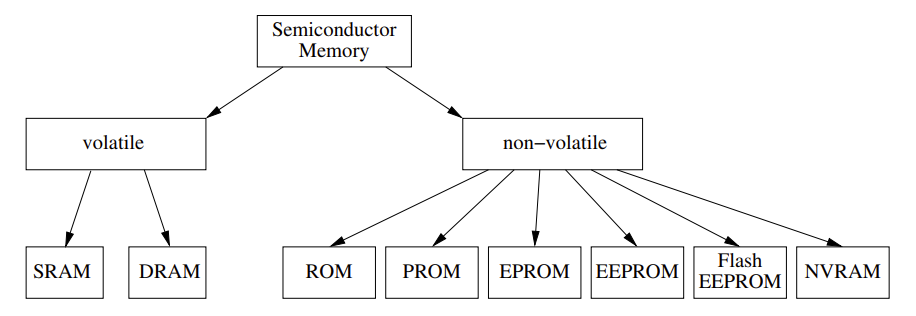 Semiconductor
Memory
volatile
non−volatile
SRAM
DRAM
ROM
PROM
EPROM
EEPROM
Flash
EEPROM
NVRAM